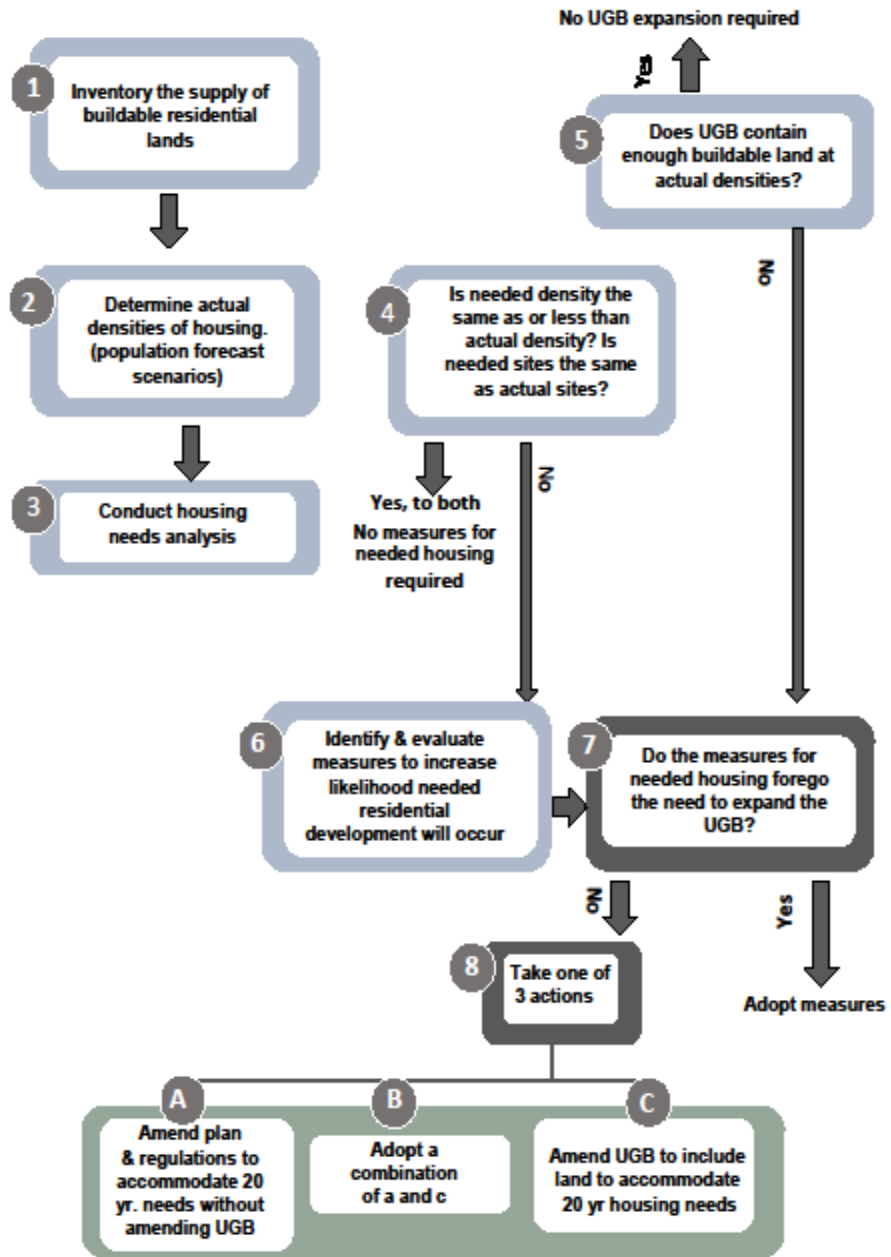 No UGB expansion required
Yes
1
Inventory the supply of
buildable residential
lands
5
Does UGB contain
enough buildable land at
actual densities?
No
2
Determine actual
densities of housing.
(population forecast
scenarios)
4
Is needed density the
same as or less than
actual density? Is
needed sites the same
as actual sites?
3
Conduct housing
needs analysis
Yes, to both
No measures for
needed housing
required
No
6
Identify & evaluate
measures to increase
likelihood needed
residential
development will occur
7
Do the measures for
needed housing forego
the need to expand the
UGB?
No
Yes
8
Take one of
3 actions
Adopt measures
A
Amend plan
& regulations to
accommodate 20
yr. needs without
amending UGB
B
Adopt a
combination
of a and c
C
Amend UGB to include
land to accommodate
20 yr housing needs